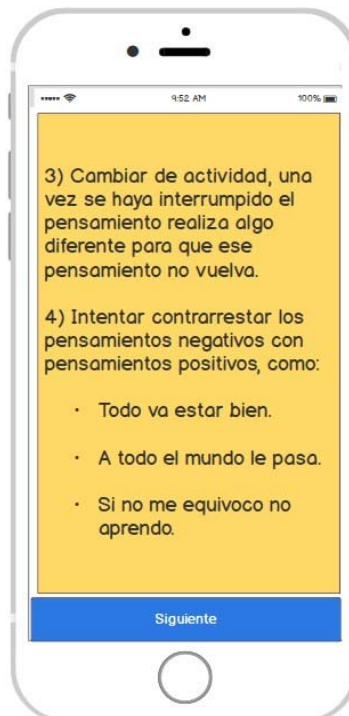 9:52 AM
100%
3) Cambiar de actividad, una
vez se haya interrumpido el
pensamiento realiza algo
diferente para que ese
pensamiento no vuelva.
4) Intentar contrarrestar los
pensamientos negativos con
pensamientos positivos, como:
• Todo va estar bien.
• A todo el mundo le pasa.
• Si no me equivoco no
aprendo.
Siguiente